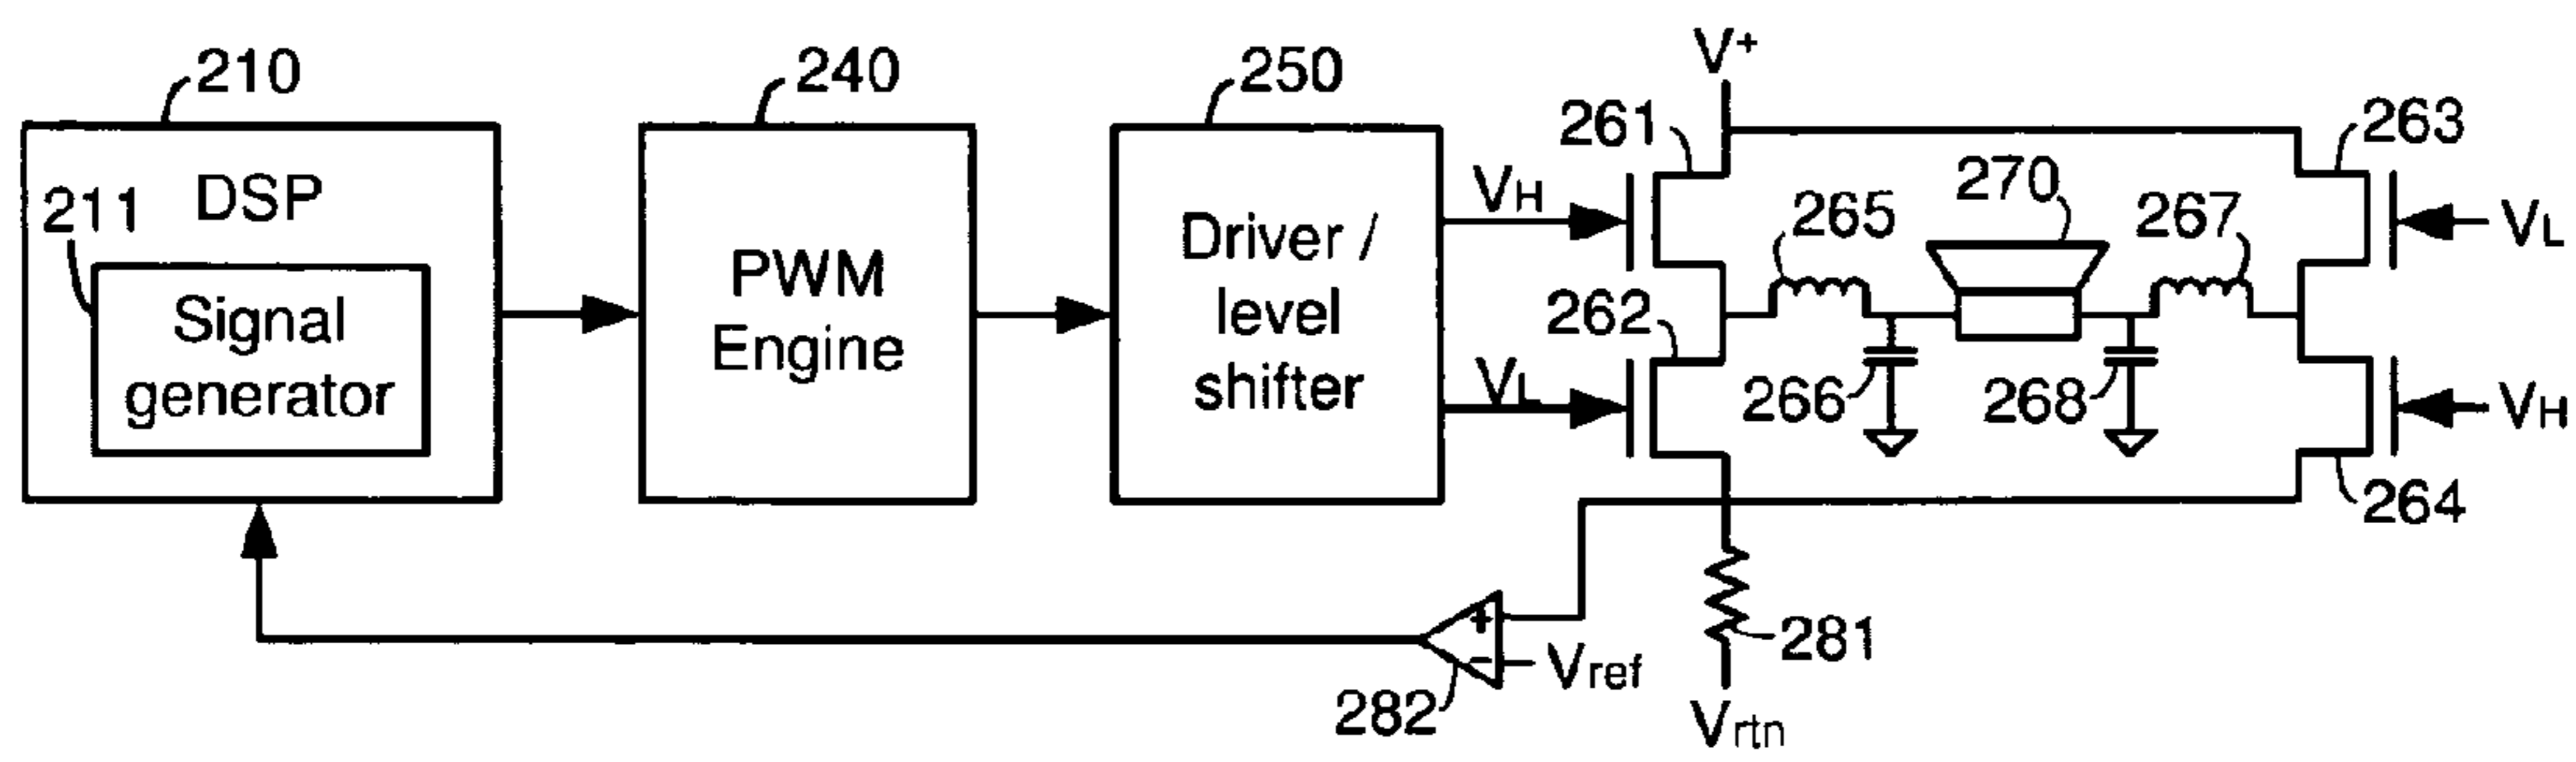 210
240
250
V+
261
263
DSP
211
Signal
generator
PWM
Engine
Driver /
level
shifter
VH
VL
262
265
270
267
266
268
VL
VH
264
282
Vref
281
Vrtn